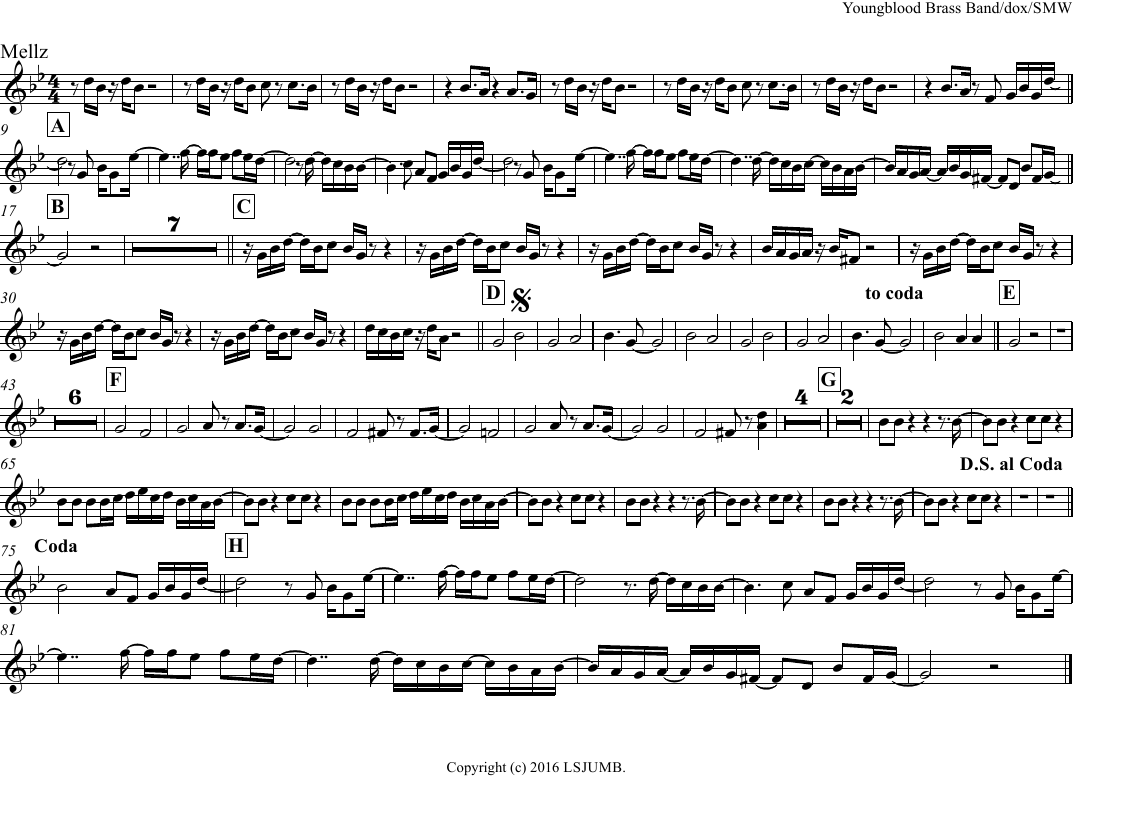 Youngblood Brass Band/dox/SMW
Mellz
4
4
9 A
17 B 7 C
30 D to coda E
43 6 F 4 G 2
65 D.S. al Coda
75 Coda H
81
Copyright (c) 2016 LSJUMB.